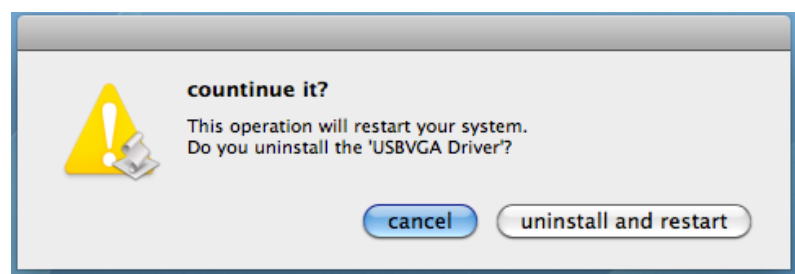 countinue it?
This operation will restart your system.
Do you uninstall the 'USBVGA Driver'?
cancel
uninstall and restart